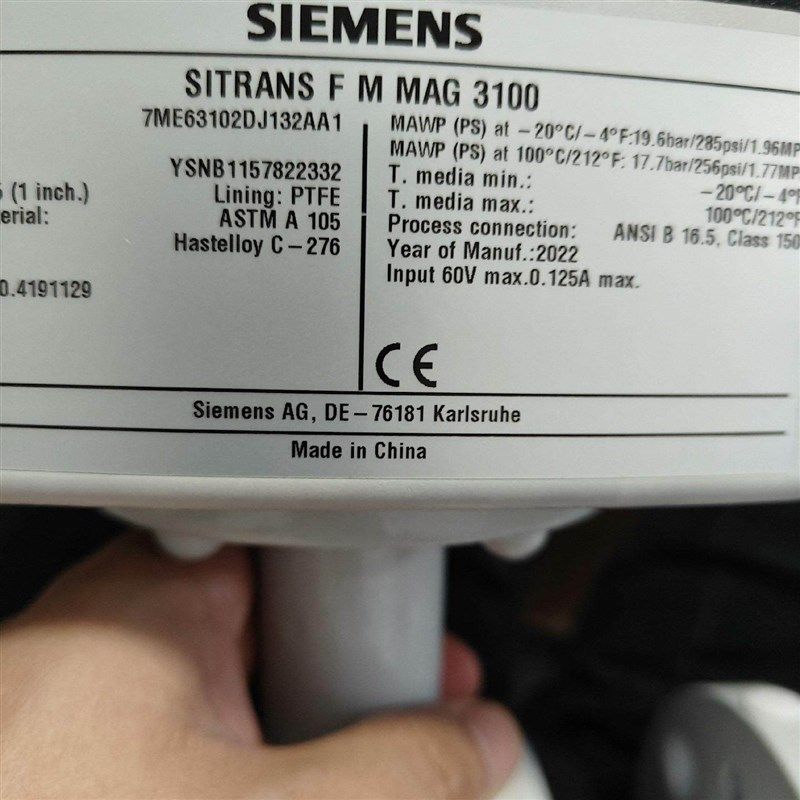 SIEMENS
SITRANS F M MAG 3100
7ME63102DJ132AA1
YSNB1157822332
(1 inch.)
Lining: PTFE
erial:
ASTM A 105
Hastelloy C-276
0.4191129
MAWP (PS) at -20°C/-4°F:19.6bar/285psi/1.96MP
MAWP (PS) at 100°C/212°F: 17.7bar/256psi/1.77MP
T. media min.: -20°C/-4°F
T. media max.: 100°C/212°F
Process connection: ANSI B 16.5, Class 150
Year of Manuf.:2022
Input 60V max.0.125A max.
CE
Siemens AG, DE-76181 Karlsruhe
Made in China